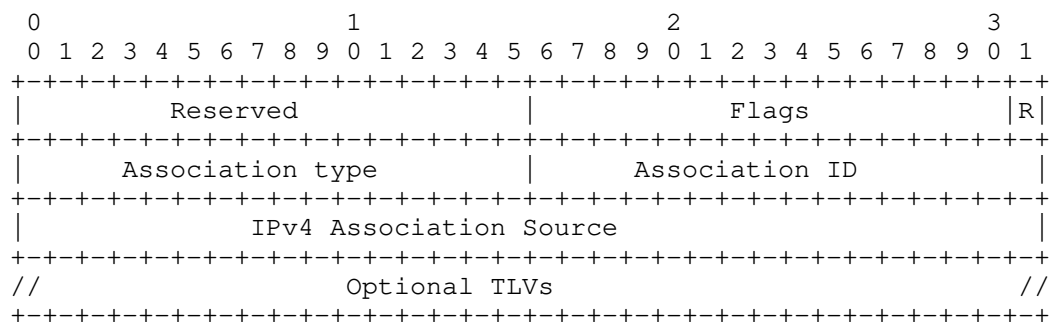 0                   1                   2                   3
 0 1 2 3 4 5 6 7 8 9 0 1 2 3 4 5 6 7 8 9 0 1 2 3 4 5 6 7 8 9 0 1
+-+-+-+-+-+-+-+-+-+-+-+-+-+-+-+-+-+-+-+-+-+-+-+-+-+-+-+-+-+-+-+-+
|         Reserved              |            Flags            |R|
+-+-+-+-+-+-+-+-+-+-+-+-+-+-+-+-+-+-+-+-+-+-+-+-+-+-+-+-+-+-+-+-+
|      Association type         |      Association ID           |
+-+-+-+-+-+-+-+-+-+-+-+-+-+-+-+-+-+-+-+-+-+-+-+-+-+-+-+-+-+-+-+-+
|              IPv4 Association Source                          |
+-+-+-+-+-+-+-+-+-+-+-+-+-+-+-+-+-+-+-+-+-+-+-+-+-+-+-+-+-+-+-+-+
//                   Optional TLVs                             //
+-+-+-+-+-+-+-+-+-+-+-+-+-+-+-+-+-+-+-+-+-+-+-+-+-+-+-+-+-+-+-+-+